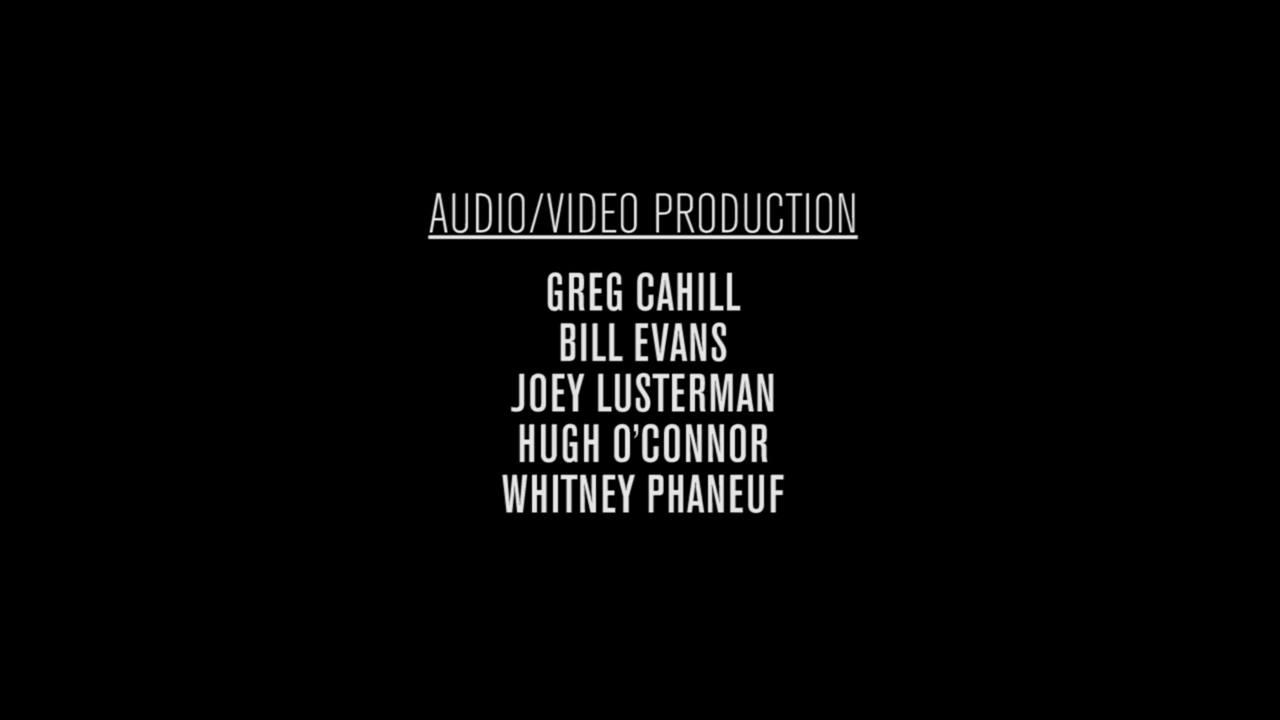 AUDIO/VIDEO PRODUCTION
GREG CAHILL
BILL EVANS
JOEY LUSTERMAN
HUGH O’CONNOR
WHITNEY PHANEUF